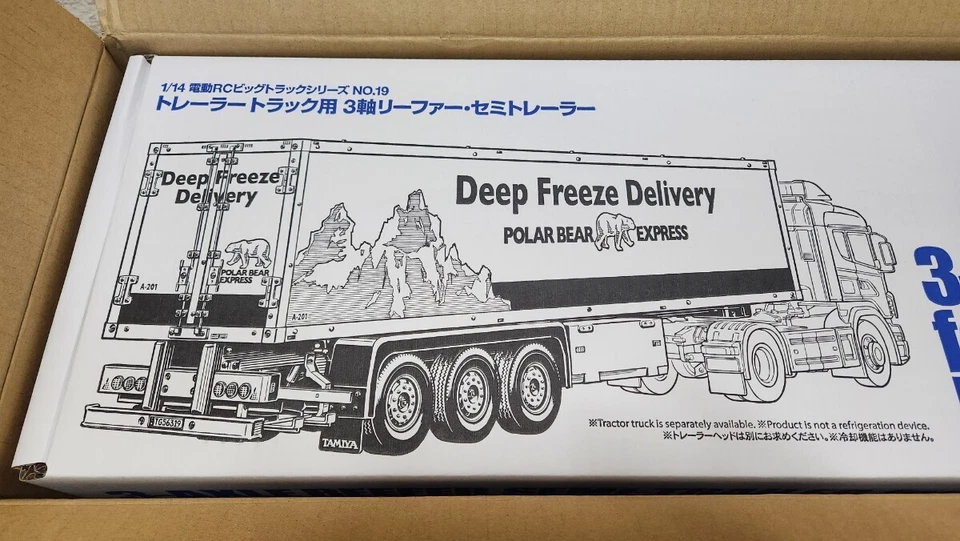 1/14 電動RCビッグトラックシリーズ NO.19
トレーラートラック用 3軸リーファー・セミトレーラー
Deep Freeze
Delivery
POLAR BEAR
EXPRESS
A-201
Deep Freeze Delivery
POLAR BEAR EXPRESS
A-201
TAMIYA
※Tractor truck is separately available. ※Product is not a refrigeration device.
※トレーラーヘッドは別にお求めください。※冷却機能はありません。
3
f